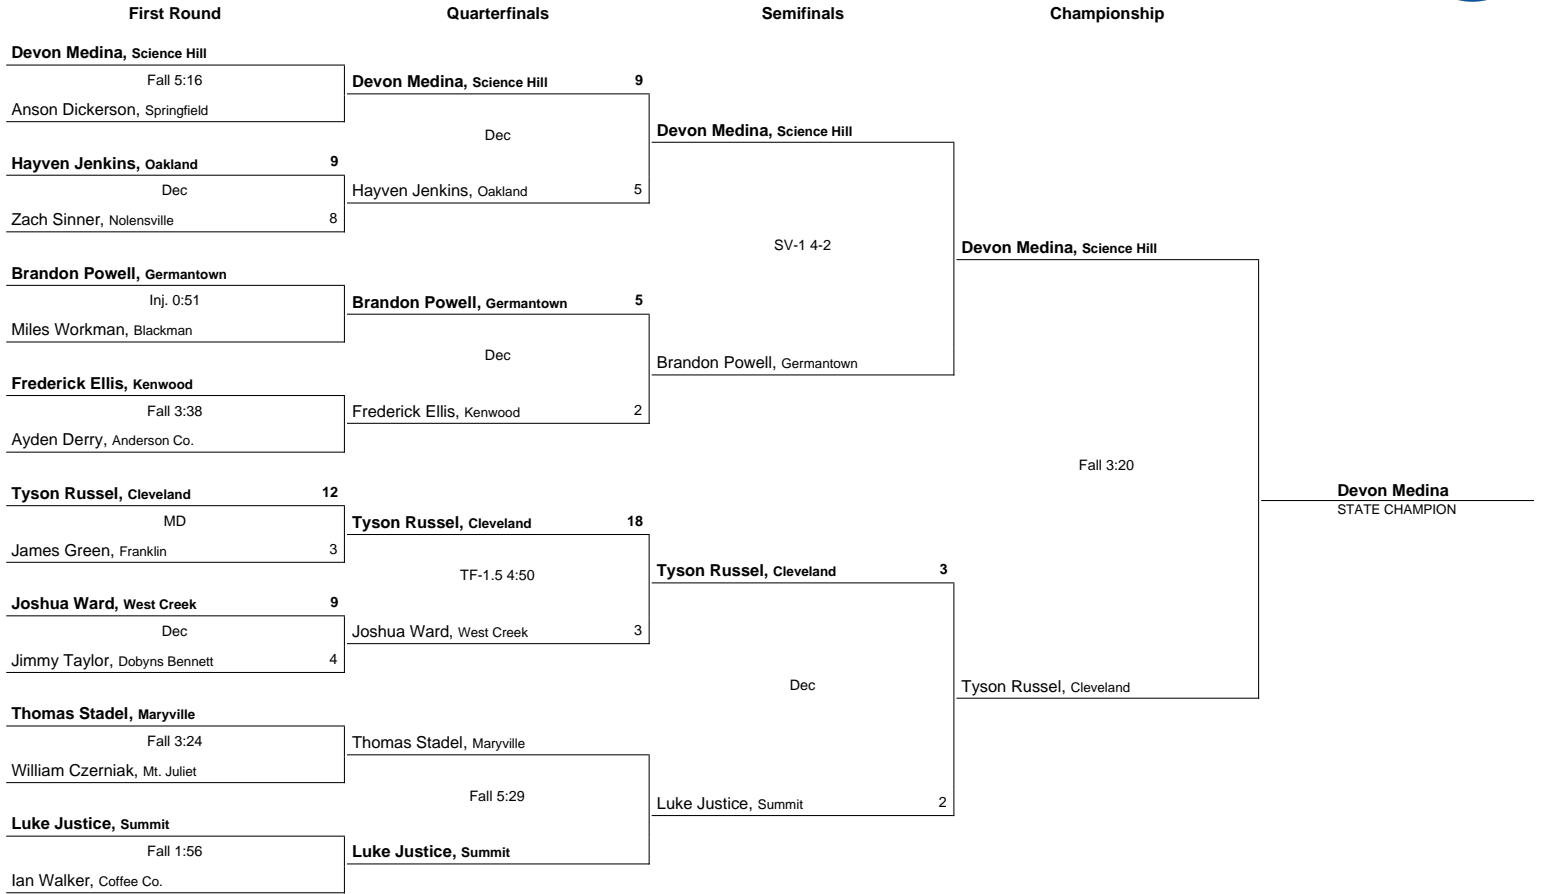 First Round
Quarterfinals
Semifinals
Championship
Devon Medina, Science Hill
Fall 5:16
Anson Dickerson, Springfield
Hayven Jenkins, Oakland 9
Dec
Zach Sinner, Nolensville 8
Brandon Powell, Germantown
Inj. 0:51
Miles Workman, Blackman
Frederick Ellis, Kenwood
Fall 3:38
Ayden Derry, Anderson Co.
Tyson Russel, Cleveland 12
MD
James Green, Franklin 3
Joshua Ward, West Creek 9
Dec
Jimmy Taylor, Dobyns Bennett 4
Thomas Stadel, Maryville
Fall 3:24
William Czerniak, Mt. Juliet
Luke Justice, Summit
Fall 1:56
Ian Walker, Coffee Co.
Devon Medina, Science Hill 9
Dec
Hayven Jenkins, Oakland 5
Brandon Powell, Germantown 5
Dec
Frederick Ellis, Kenwood 2
Tyson Russel, Cleveland 18
TF-1.5 4:50
Joshua Ward, West Creek 3
Thomas Stadel, Maryville
Fall 5:29
Luke Justice, Summit
Devon Medina, Science Hill
SV-1 4-2
Brandon Powell, Germantown
Tyson Russel, Cleveland 3
Dec
Luke Justice, Summit 2
Devon Medina, Science Hill
Fall 3:20
Tyson Russel, Cleveland
Devon Medina
STATE CHAMPION